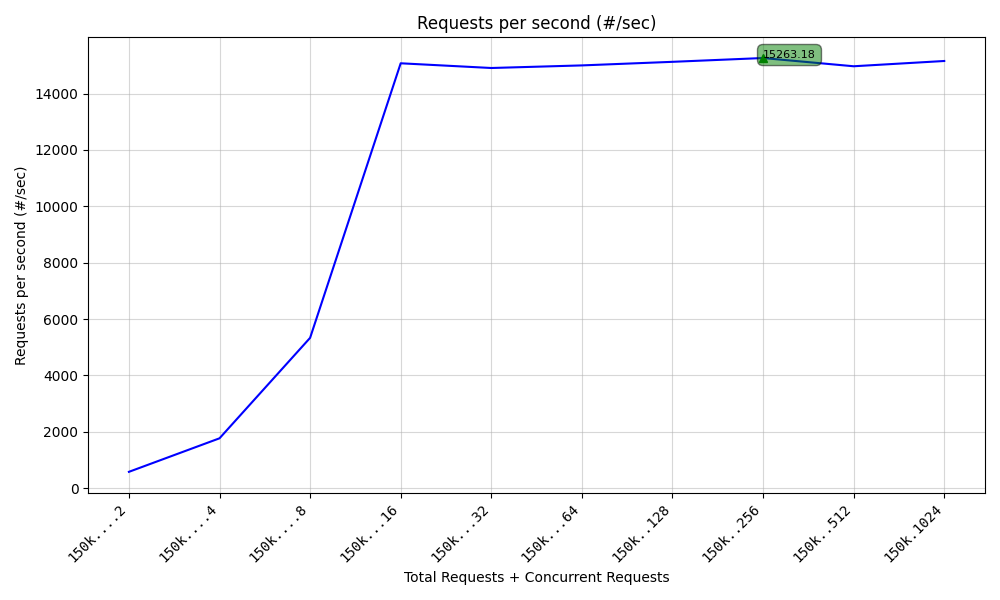 Requests per second (#/sec)
15263.18
14000
12000
10000
8000
6000
4000
2000
0
Requests per second (#/sec)
150k....2
150k....4
150k....8
150k...16
150k...32
150k...64
150k..128
150k..256
150k..512
150k.1024
Total Requests + Concurrent Requests